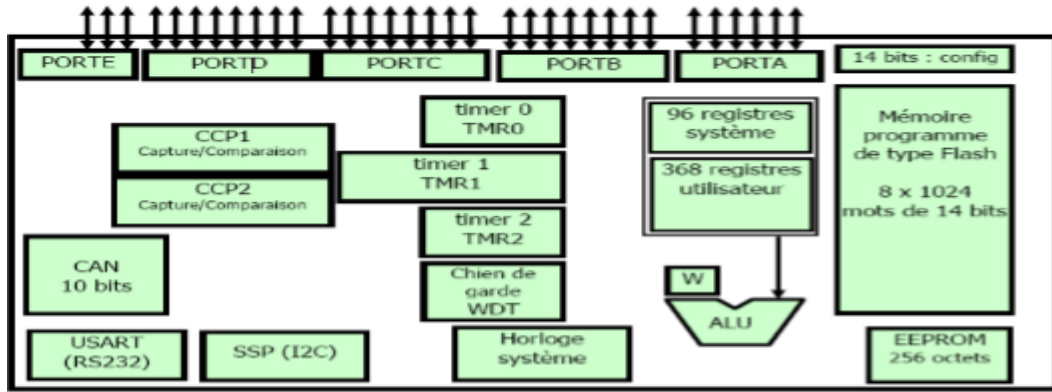 PORTE
PORTD
PORTC
PORTB
PORTA
14 bits : config
timer 0
TMR0
96 registres
système
Mémoire
programme
de type Flash
8 x 1024
mots de 14 bits
CCP1
Capture/Comparaison
timer 1
TMR1
368 registres
utilisateur
CCP2
Capture/Comparaison
timer 2
TMR2
CAN
10 bits
Chien de
garde
WDT
W
ALU
USART
(RS232)
SSP (I2C)
Horloge
système
EEPROM
256 octets